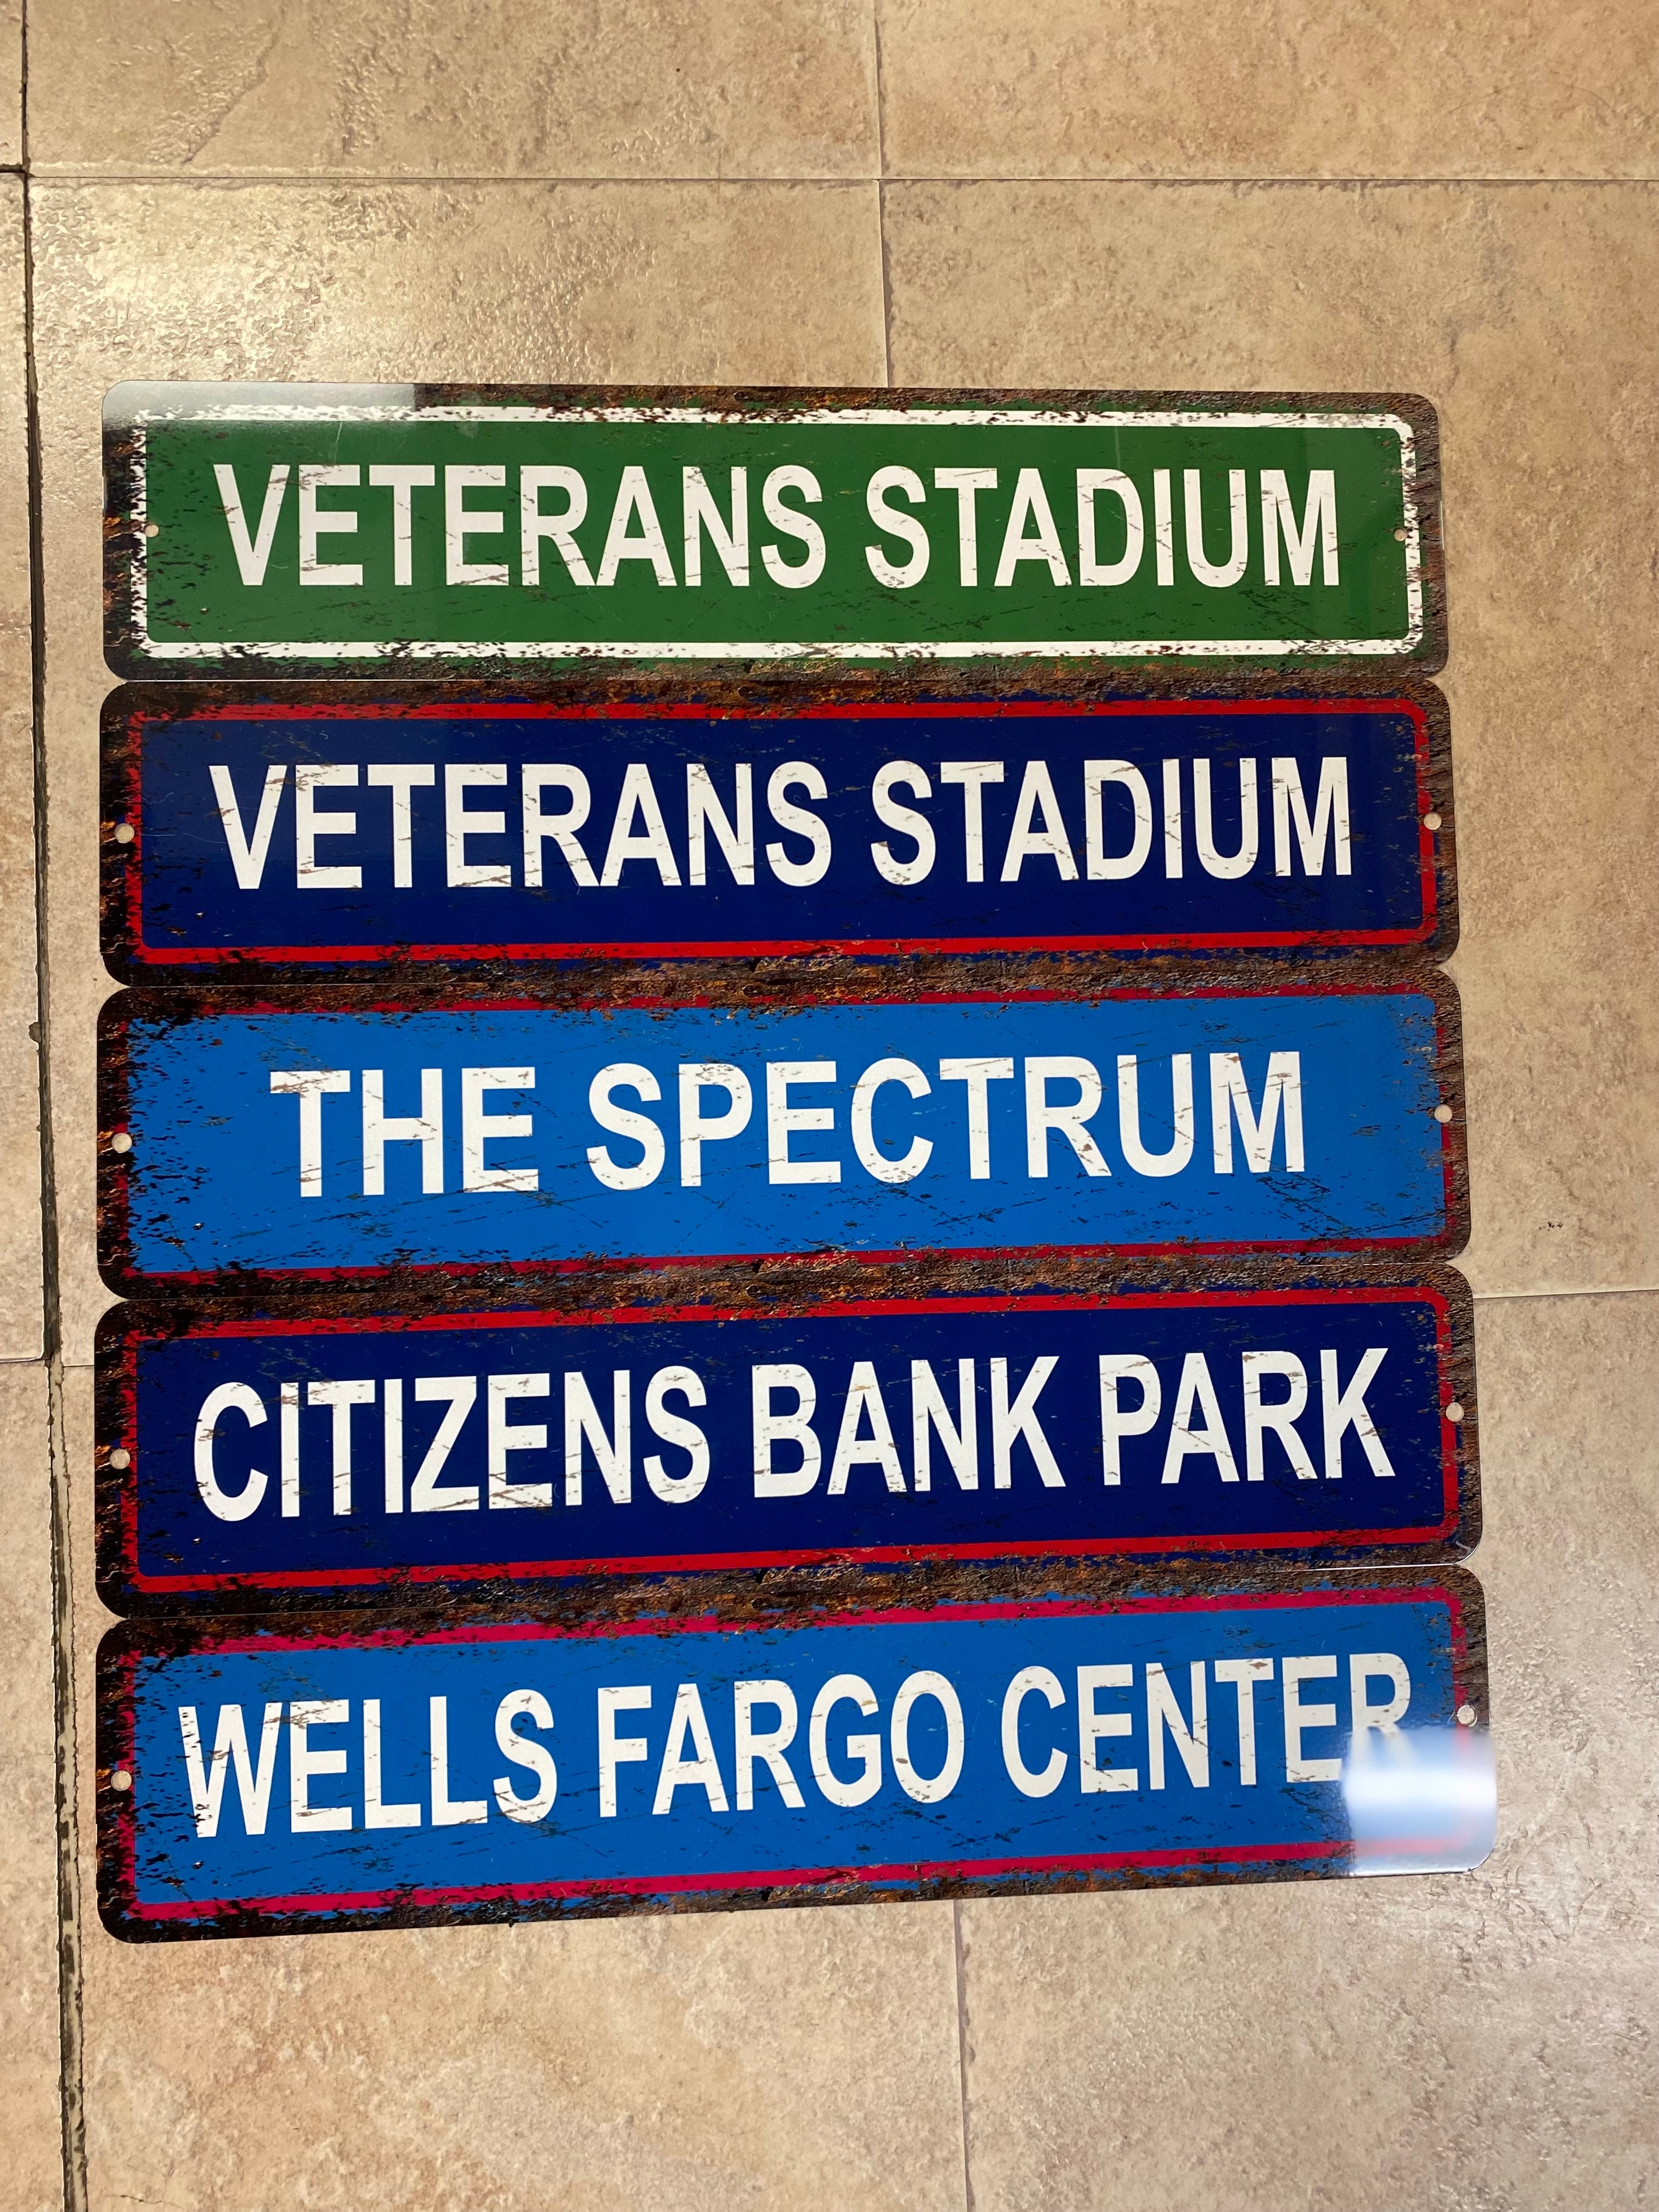 VETERANS STADIUM
VETERANS STADIUM
THE SPECTRUM
CITIZENS BANK PARK
WELLS FARGO CENTER